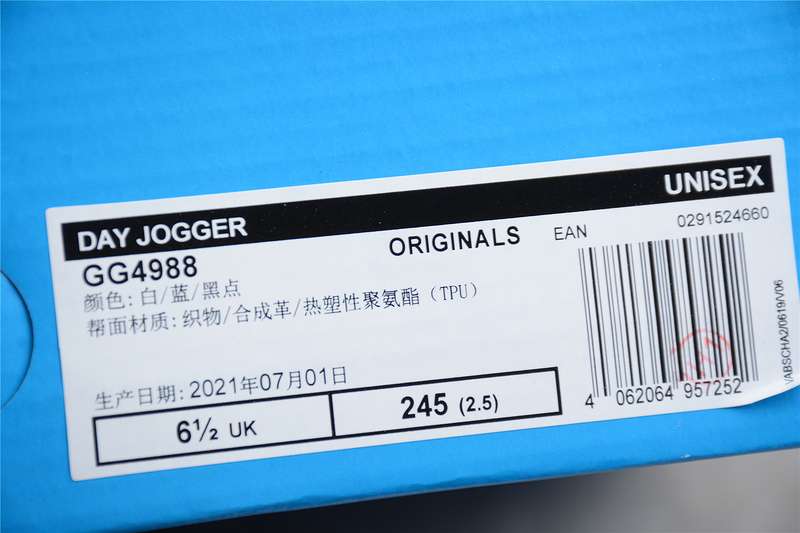 DAY JOGGER
UNISEX
GG4988
ORIGINALS
EAN
0291524660
颜色: 白/蓝/黑点
帮面材质: 织物/合成革/热塑性聚氨酯（TPU）
生产日期: 2021年07月01日
6½ UK
245 (2.5)
4 062064 957252
VABSCHA2/0619/V06